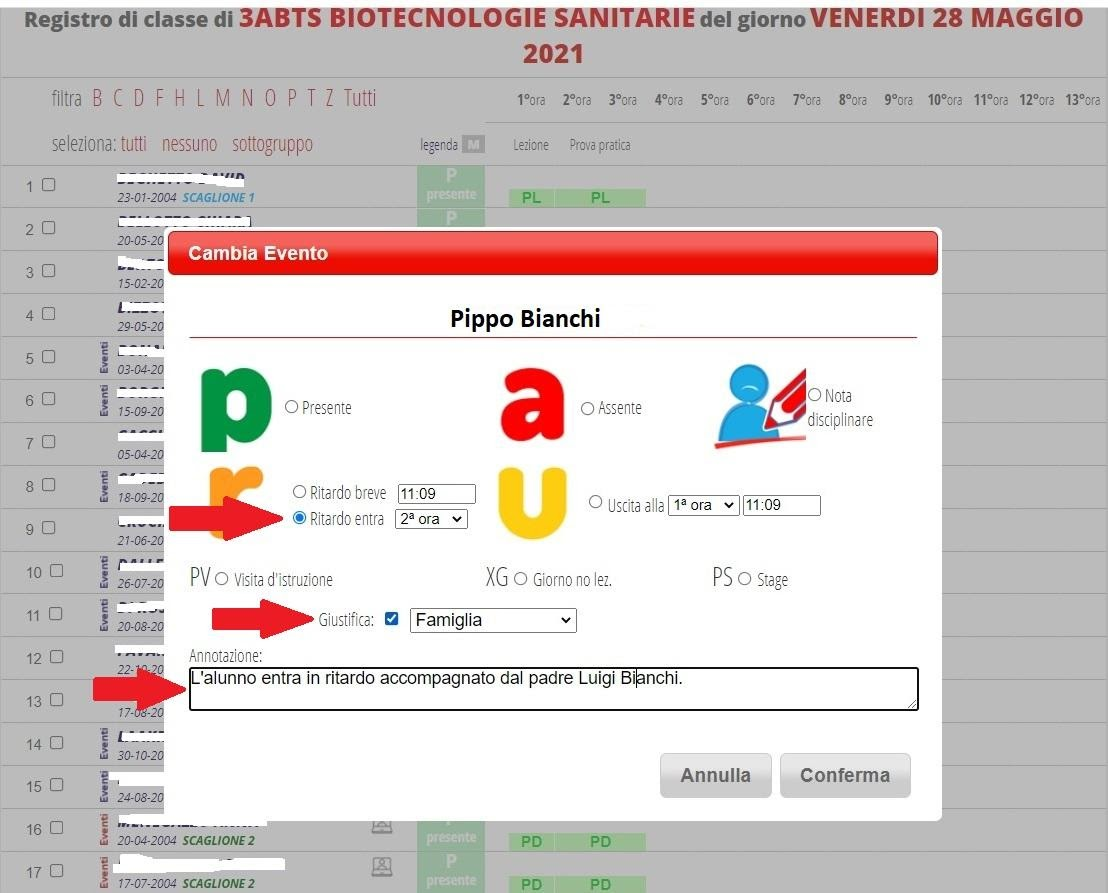 Registro di classe di 3ABTS BIOTECNOLOGIE SANITARIE del giorno VENERDI 28 MAGGIO
2021
filtra B C D F H L M N O P T Z Tutti
1°ora 2°ora 3°ora 4°ora 5°ora 6°ora 7°ora 8°ora 9°ora 10°ora 11°ora 12°ora 13°ora
seleziona: tutti nessuno sottogruppo
legenda M Lezione Prova pratica
1
P
presente
23-01-2004 SCAGLIONE 1 PL PL
2 P
20-05-20
3
15-02-20
4
29-05-20
5 Eventi
03-04-20
6 Eventi
15-09-20
7
05-04-20
8 Eventi
18-09-20
9
21-06-20
10 Eventi
26-07-20
11 Eventi
20-08-20
12
22-10-20
13
17-08-20
14 Eventi
30-10-20
15 Eventi
24-08-20
16 Eventi
presente
20-04-2004 SCAGLIONE 2 PD PD
17 Eventi
P
presente
17-07-2004 SCAGLIONE 2 PD PD
Cambia Evento
Pippo Bianchi
p Presente
a Assente
Nota
disciplinare
r
Ritardo breve 11:09
Ritardo entra 2ª ora
u Uscita alla 1ª ora 11:09
PV Visita d'istruzione
XG Giorno no lez.
PS Stage
Giustifica: Famiglia
Annotazione:
L'alunno entra in ritardo accompagnato dal padre Luigi Bianchi.
Annulla Conferma